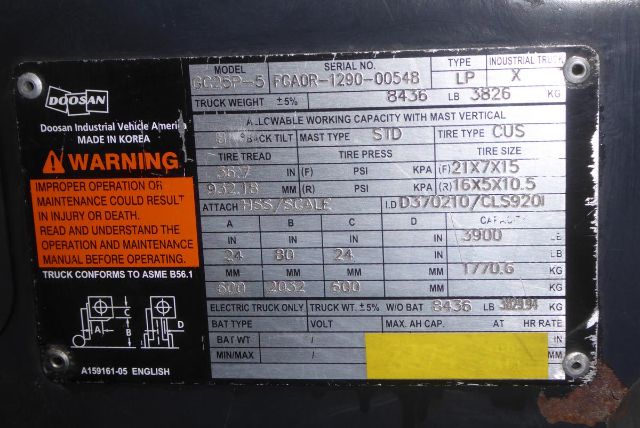 DOOSAN
Doosan Industrial Vehicle America
MADE IN KOREA
WARNING
IMPROPER OPERATION OR
MAINTENANCE COULD RESULT
IN INJURY OR DEATH.
READ AND UNDERSTAND THE
OPERATION AND MAINTENANCE
MANUAL BEFORE OPERATING.
TRUCK CONFORMS TO ASME B56.1
A C B D
A159161-05 ENGLISH
MODEL SERIAL NO. TYPE INDUSTRIAL TRUCK
GC25P-5 FGA0R-1290-00548 LP X
TRUCK WEIGHT ±5% 8436 LB 3826 KG
ALLOWABLE WORKING CAPACITY WITH MAST VERTICAL
BACK TILT MAST TYPE STD TIRE TYPE CUS
TIRE TREAD TIRE PRESS TIRE SIZE
36.7 IN (F) PSI KPA (F) 21X7X15
932.18 MM (R) PSI KPA (R) 16X5X10.5
ATTACH HSS/SCALE I.D D370210/CLS920I
A B C D CAPACITY
IN IN IN IN 3900 LB
24 80 24
MM MM MM MM 1770.6 KG
600 2032 600
ELECTRIC TRUCK ONLY TRUCK WT. ±5% W/O BAT 8436 LB KG
BAT TYPE VOLT MAX. AH CAP. AT HR RATE
BAT WT / IN
MIN/MAX / MM